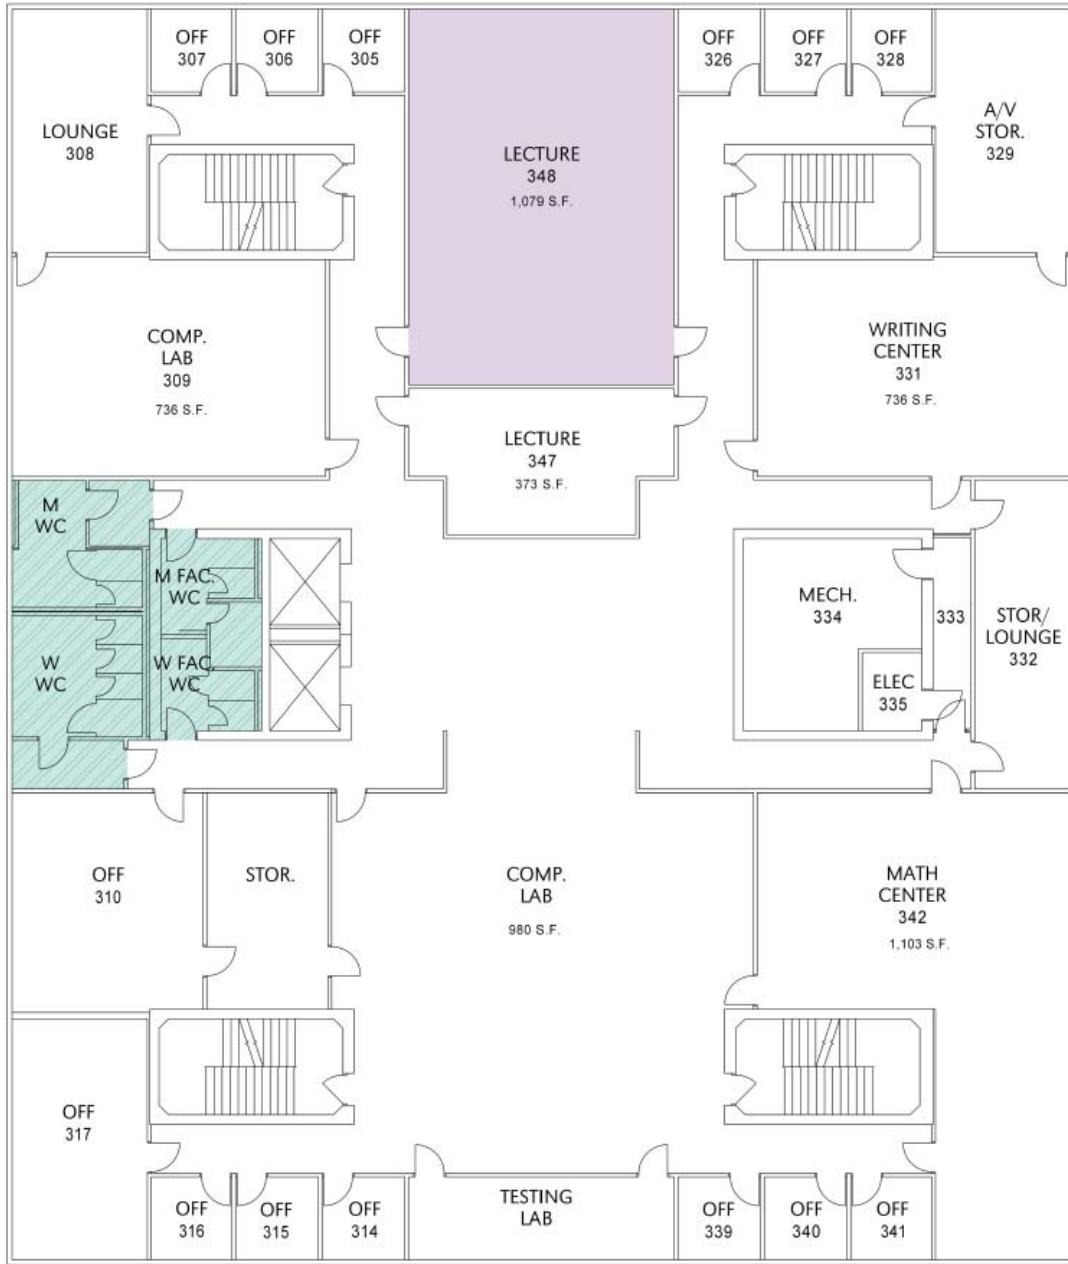 OFF
307
OFF
306
OFF
305
OFF
326
OFF
327
OFF
328
LOUNGE
308
LECTURE
348
1,079 S.F.
A/V
STOR.
329
COMP.
LAB
309
736 S.F.
WRITING
CENTER
331
736 S.F.
LECTURE
347
373 S.F.
M
WC
M FAC.
WC
W
WC
W FAC
WC
MECH.
334
333
STOR/
LOUNGE
332
ELEC
335
OFF
310
STOR.
COMP.
LAB
980 S.F.
MATH
CENTER
342
1,103 S.F.
OFF
317
OFF
316
OFF
315
OFF
314
TESTING
LAB
OFF
339
OFF
340
OFF
341